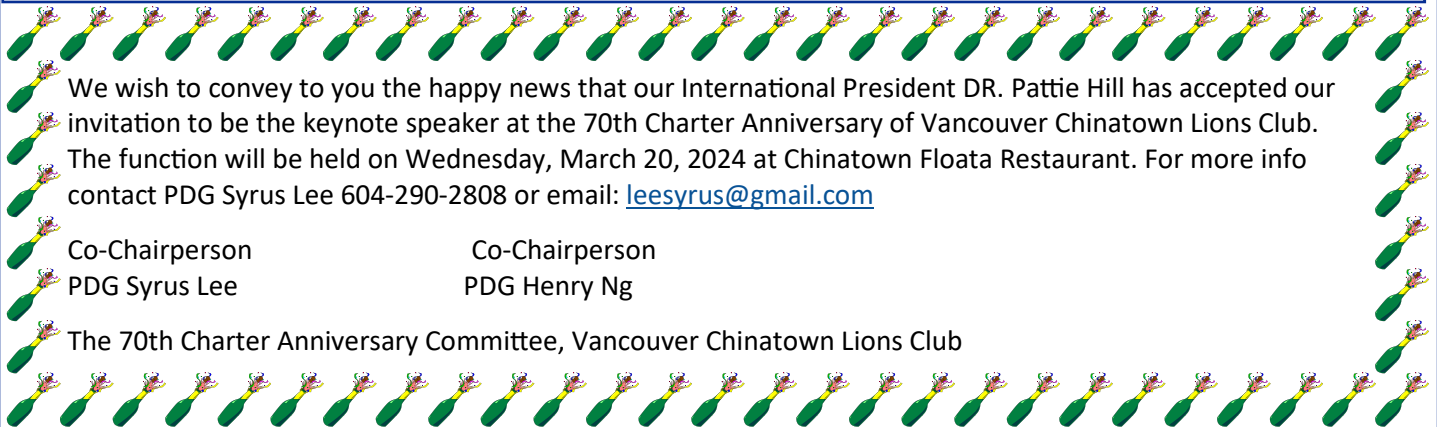 We wish to convey to you the happy news that our International President DR. Pattie Hill has accepted our
invitation to be the keynote speaker at the 70th Charter Anniversary of Vancouver Chinatown Lions Club.
The function will be held on Wednesday, March 20, 2024 at Chinatown Floata Restaurant. For more info
contact PDG Syrus Lee 604-290-2808 or email: leesyrus@gmail.com
Co-Chairperson Co-Chairperson
PDG Syrus Lee PDG Henry Ng
The 70th Charter Anniversary Committee, Vancouver Chinatown Lions Club